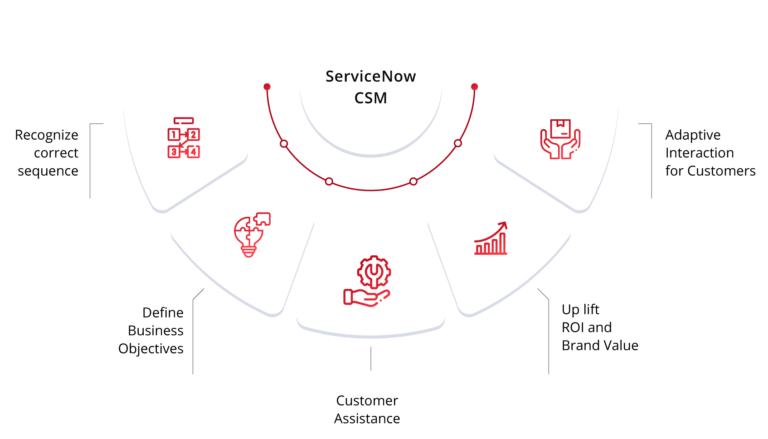 ServiceNow
CSM
Recognize
correct
sequence
1 2
3 4
Define
Business
Objectives
Customer
Assistance
Up lift
ROI and
Brand Value
Adaptive
Interaction
for Customers